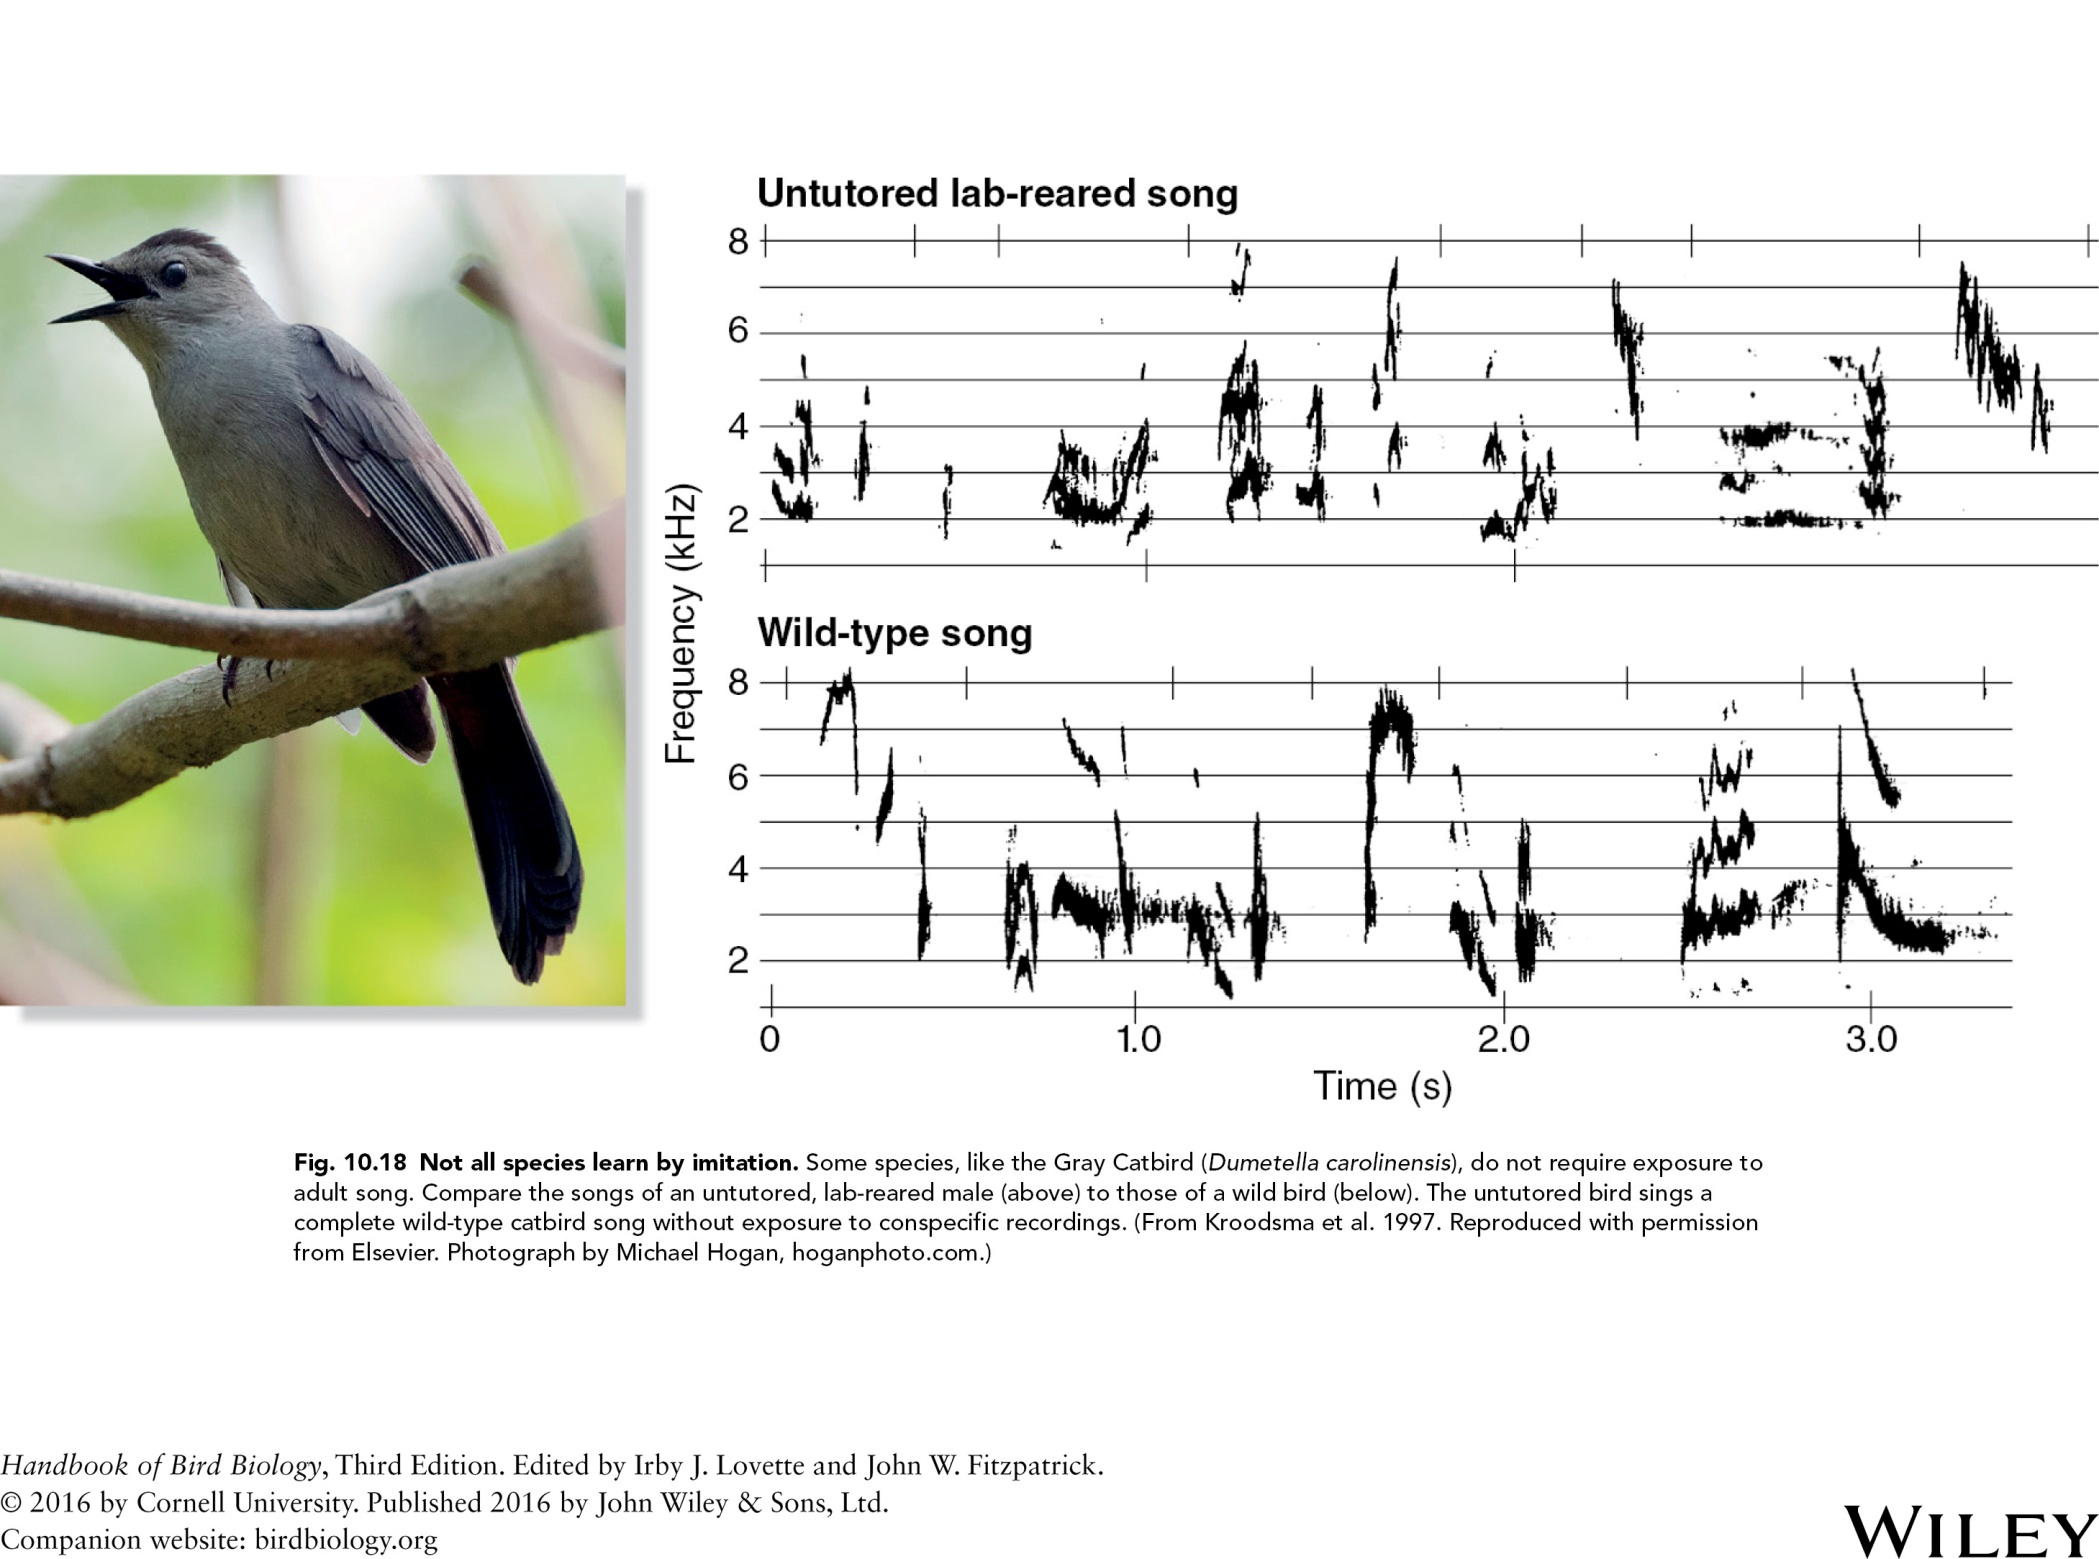 Untutored lab-reared song
8
6
4
2
Frequency (kHz)
Wild-type song
8
6
4
2
0 1.0 2.0 3.0
Time (s)
Fig. 10.18 Not all species learn by imitation. Some species, like the Gray Catbird (Dumetella carolinensis), do not require exposure to
adult song. Compare the songs of an untutored, lab-reared male (above) to those of a wild bird (below). The untutored bird sings a
complete wild-type catbird song without exposure to conspecific recordings. (From Kroodsma et al. 1997. Reproduced with permission
from Elsevier. Photograph by Michael Hogan, hoganphoto.com.)
Handbook of Bird Biology, Third Edition. Edited by Irby J. Lovette and John W. Fitzpatrick.
© 2016 by Cornell University. Published 2016 by John Wiley & Sons, Ltd.
Companion website: birdbiology.org
WILEY